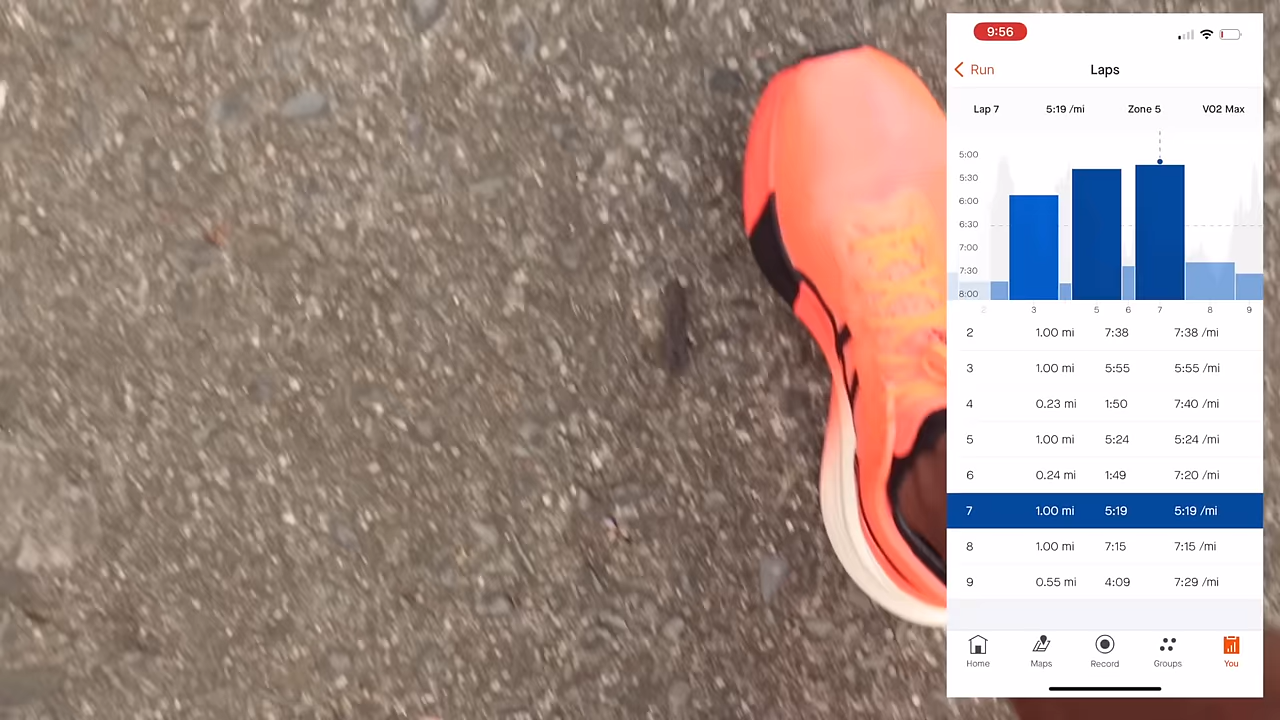 9:56
Run Laps
Lap 7 5:19 /mi Zone 5 VO2 Max
5:00
5:30
6:00
6:30
7:00
7:30
8:00
2 3 5 6 7 8 9
2 1.00 mi 7:38 7:38 /mi
3 1.00 mi 5:55 5:55 /mi
4 0.23 mi 1:50 7:40 /mi
5 1.00 mi 5:24 5:24 /mi
6 0.24 mi 1:49 7:20 /mi
7 1.00 mi 5:19 5:19 /mi
8 1.00 mi 7:15 7:15 /mi
9 0.55 mi 4:09 7:29 /mi
Home Maps Record Groups You